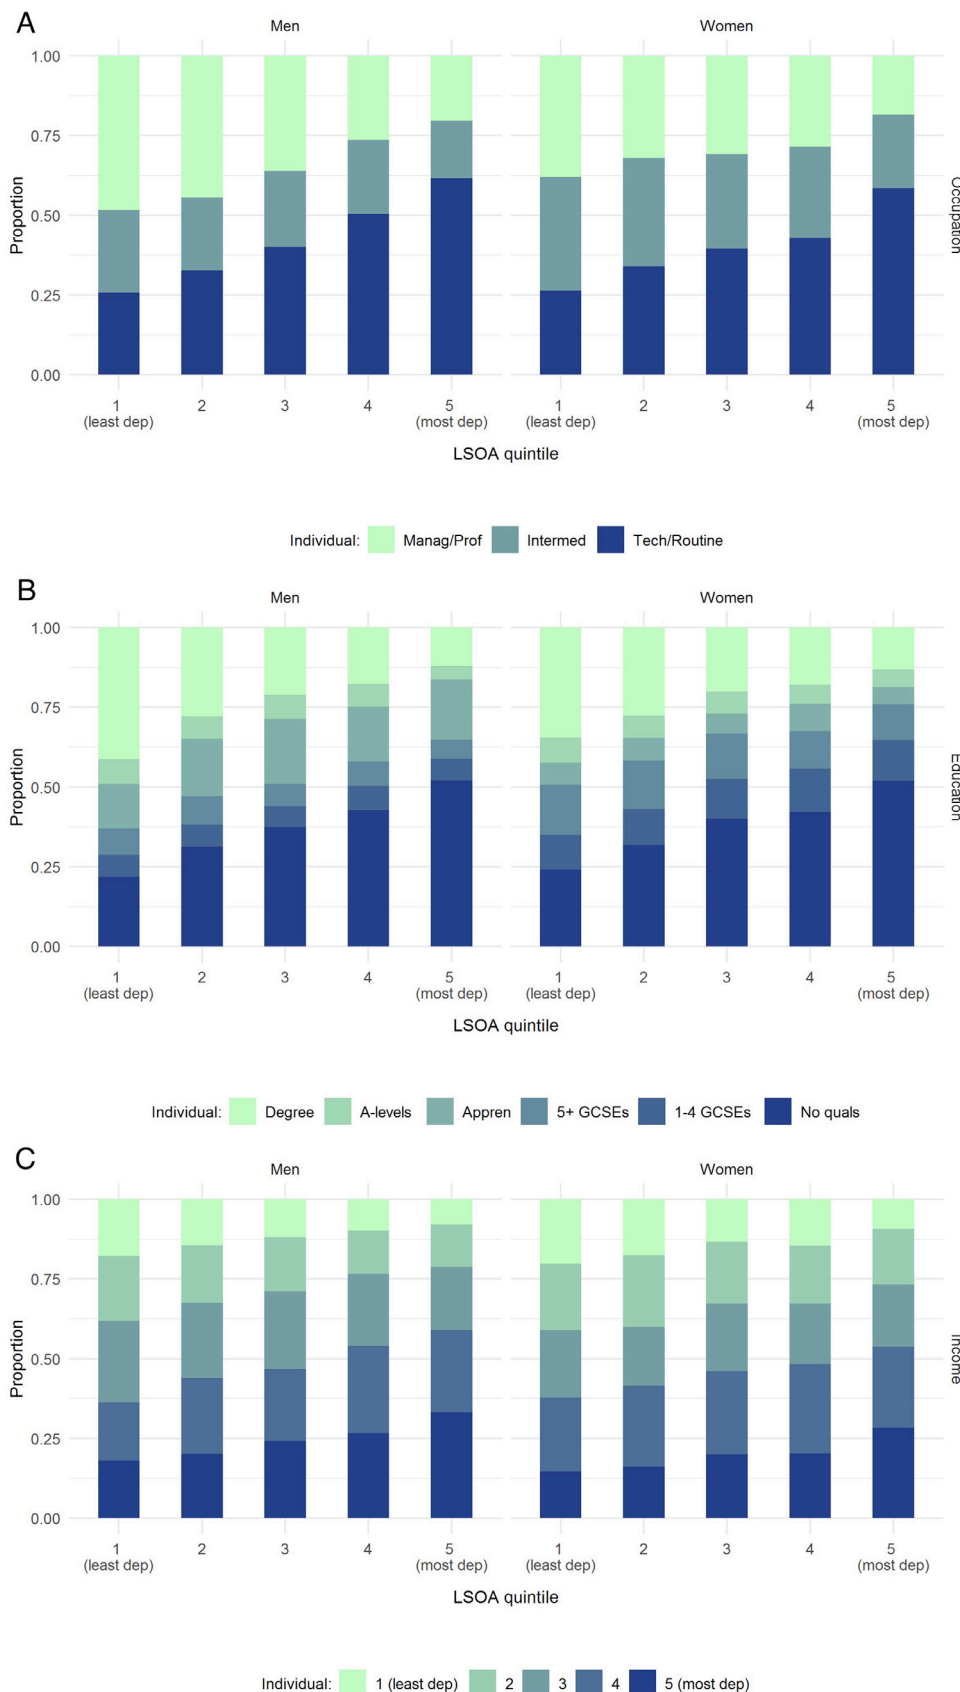 A
Men Women
1.00
0.75
0.50
0.25
0.00
Proportion
Occupation
1 2 3 4 5 1 2 3 4 5
(least dep) (most dep) (least dep) (most dep)
LSOA quintile
Individual: Manag/Prof Intermed Tech/Routine
B
Men Women
1.00
0.75
0.50
0.25
0.00
Proportion
Education
1 2 3 4 5 1 2 3 4 5
(least dep) (most dep) (least dep) (most dep)
LSOA quintile
Individual: Degree A-levels Appren 5+ GCSEs 1-4 GCSEs No quals
C
Men Women
1.00
0.75
0.50
0.25
0.00
Proportion
Income
1 2 3 4 5 1 2 3 4 5
(least dep) (most dep) (least dep) (most dep)
LSOA quintile
Individual: 1 (least dep) 2 3 4 5 (most dep)